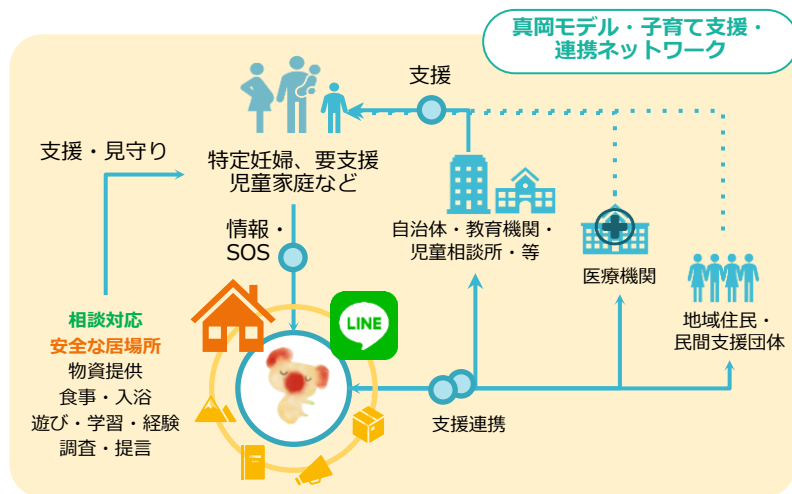 真岡モデル・子育て支援・
連携ネットワーク
支援
支援・見守り
特定妊婦、要支援
児童家庭など
情報・
SOS
自治体・教育機関・
児童相談所・等
医療機関
地域住民・
民間支援団体
LINE
相談対応
安全な居場所
物資提供
食事・入浴
遊び・学習・経験
調査・提言
支援連携